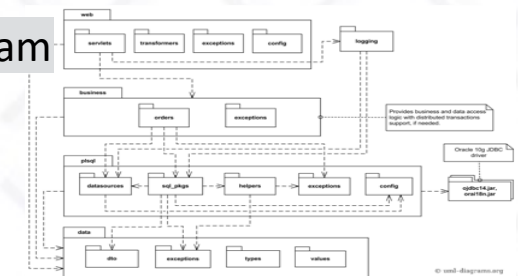 am
web
servlets
transformers
exceptions
config
logging
business
orders
exceptions
Provides business and data access
logic with distributed transactions
support, if needed.
Oracle 10g JDBC
driver
plsql
datasources
sql_pkgs
helpers
exceptions
config
ojdbc14.jar,
orai18n.jar
data
dto
exceptions
types
values
© uml-diagrams.org